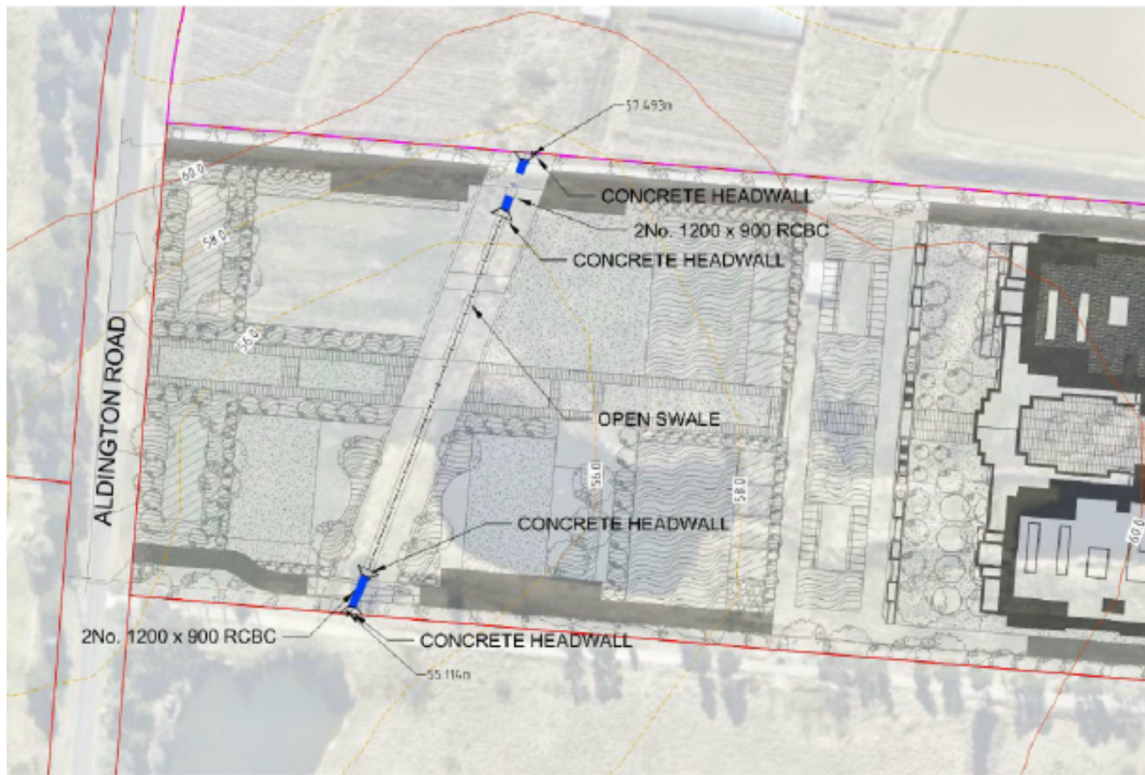 57.493m
CONCRETE HEADWALL
60.0
2No. 1200 x 900 RCBC
58.0
CONCRETE HEADWALL
56.0
OPEN SWALE
ALDINGTON ROAD
56.0
58.0
CONCRETE HEADWALL
60.0
2No. 1200 x 900 RCBC
CONCRETE HEADWALL
55.114m